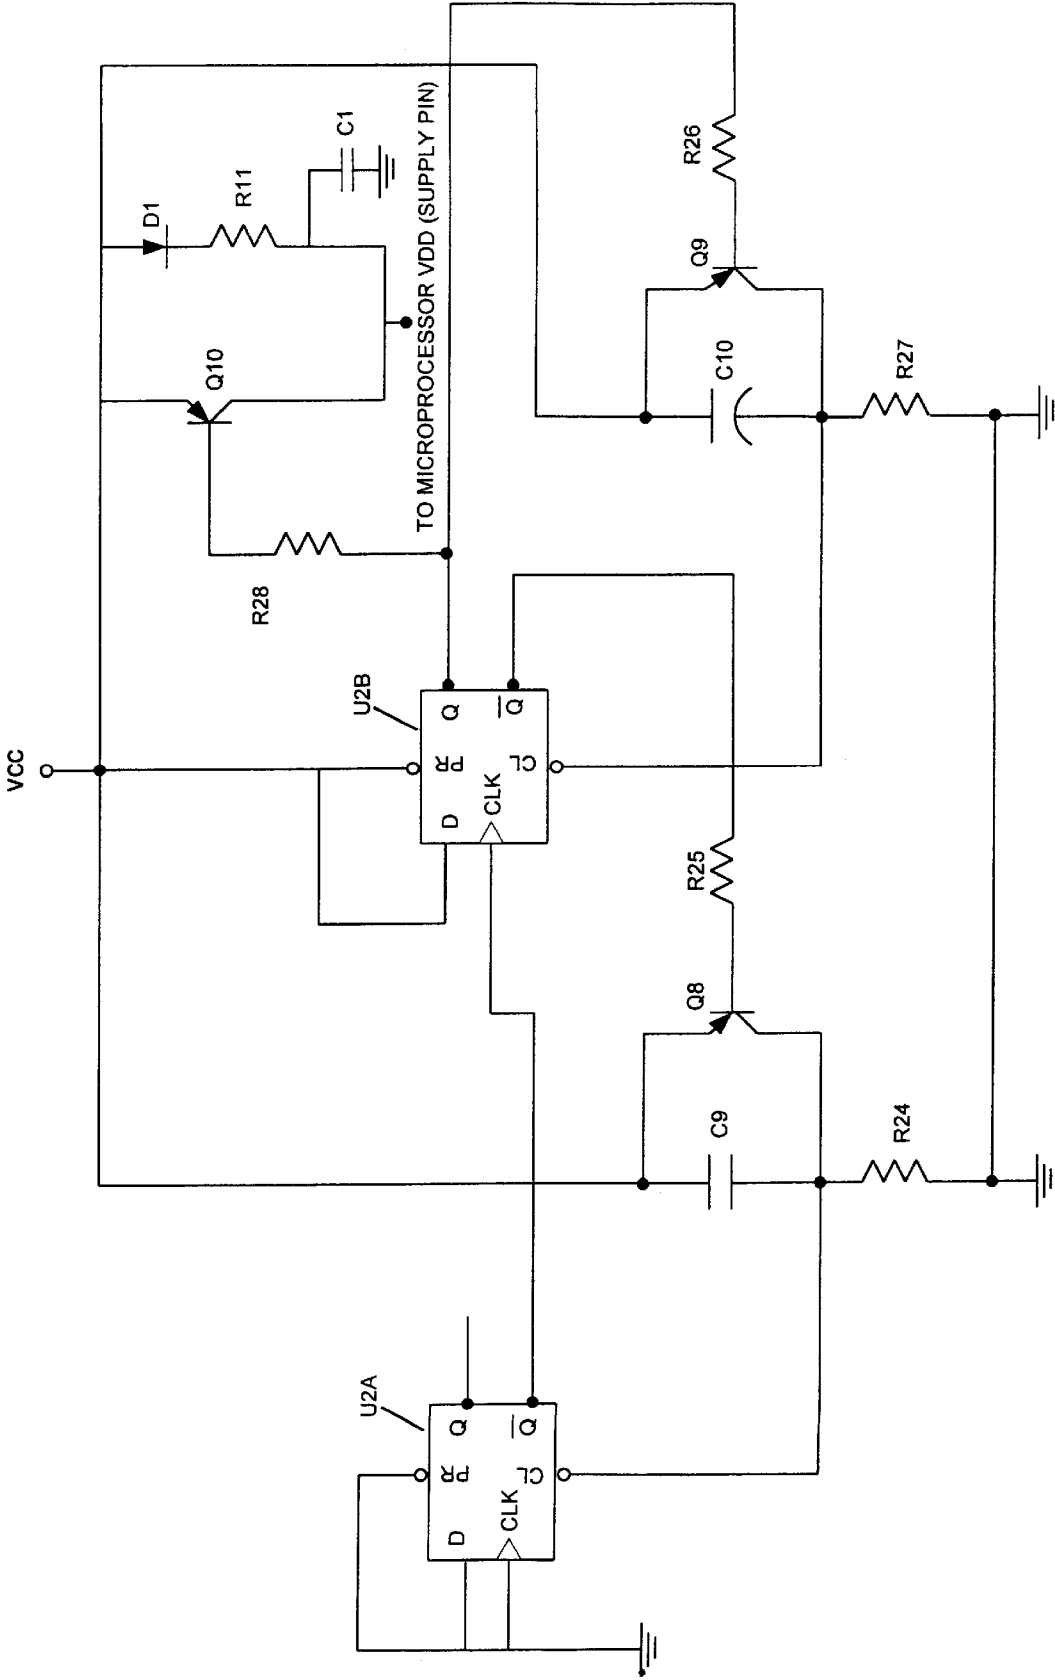 VCC
D1
R11
C1
Q10
TO MICROPROCESSOR VDD (SUPPLY PIN)
R28
R26
Q9
C10
R27
U2B
PR
D
Q
CLK
Q
CL
R25
Q8
C9
R24
U2A
PR
D
Q
CLK
Q
CL